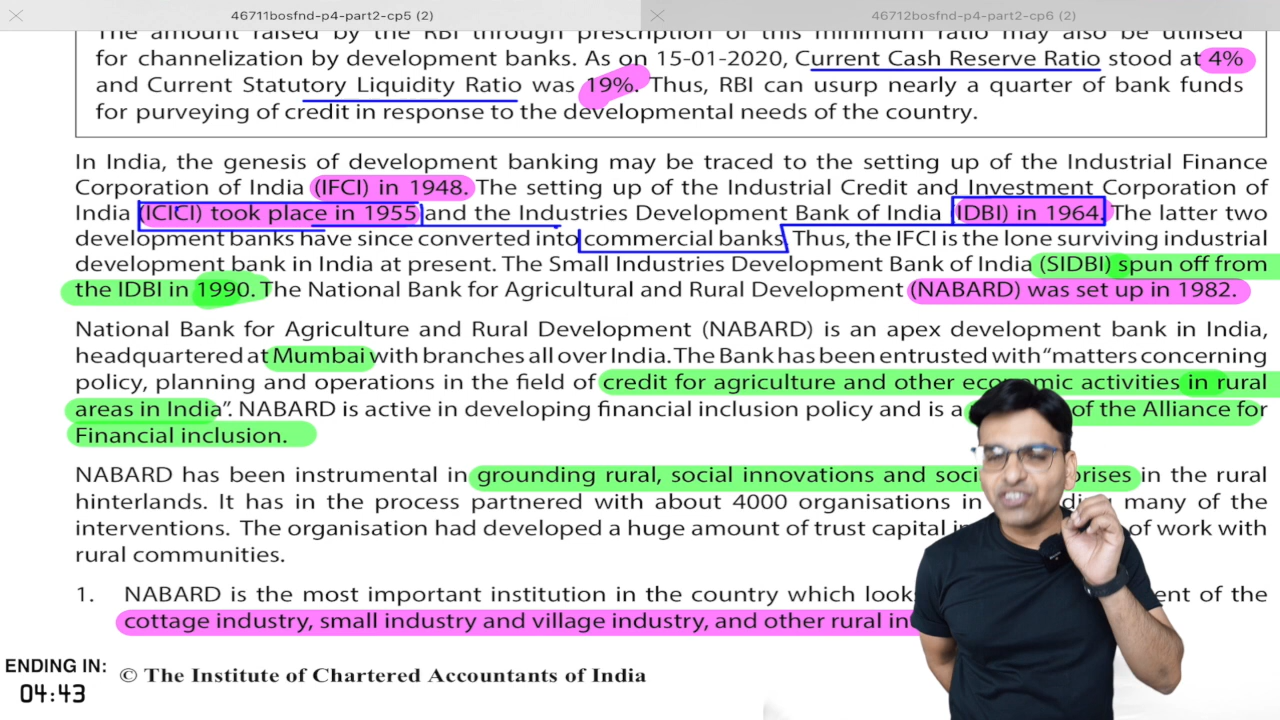 46711bosfnd-p4-part2-cp5 (2)
46712bosfnd-p4-part2-cp6 (2)
The amount raised by the RBI through prescription of this minimum ratio may also be utilised
for channelization by development banks. As on 15-01-2020, Current Cash Reserve Ratio stood at 4%
and Current Statutory Liquidity Ratio was 19%. Thus, RBI can usurp nearly a quarter of bank funds
for purveying of credit in response to the developmental needs of the country.
In India, the genesis of development banking may be traced to the setting up of the Industrial Finance
Corporation of India (IFCI) in 1948. The setting up of the Industrial Credit and Investment Corporation of
India (ICICI) took place in 1955 and the Industries Development Bank of India (IDBI) in 1964. The latter two
development banks have since converted into commercial banks. Thus, the IFCI is the lone surviving industrial
development bank in India at present. The Small Industries Development Bank of India (SIDBI) spun off from
the IDBI in 1990. The National Bank for Agricultural and Rural Development (NABARD) was set up in 1982.
National Bank for Agriculture and Rural Development (NABARD) is an apex development bank in India,
headquartered at Mumbai with branches all over India. The Bank has been entrusted with “matters concerning
policy, planning and operations in the field of credit for agriculture and other economic activities in rural
areas in India”. NABARD is active in developing financial inclusion policy and is a of the Alliance for
Financial inclusion.
NABARD has been instrumental in grounding rural, social innovations and in the rural
hinterlands. It has in the process partnered with about 4000 organisations in many of the
interventions. The organisation had developed a huge amount of trust capital of work with
rural communities.
1. NABARD is the most important institution in the country which of the
cottage industry, small industry and village industry, and other rural
ENDING IN:
04:43
© The Institute of Chartered Accountants of India